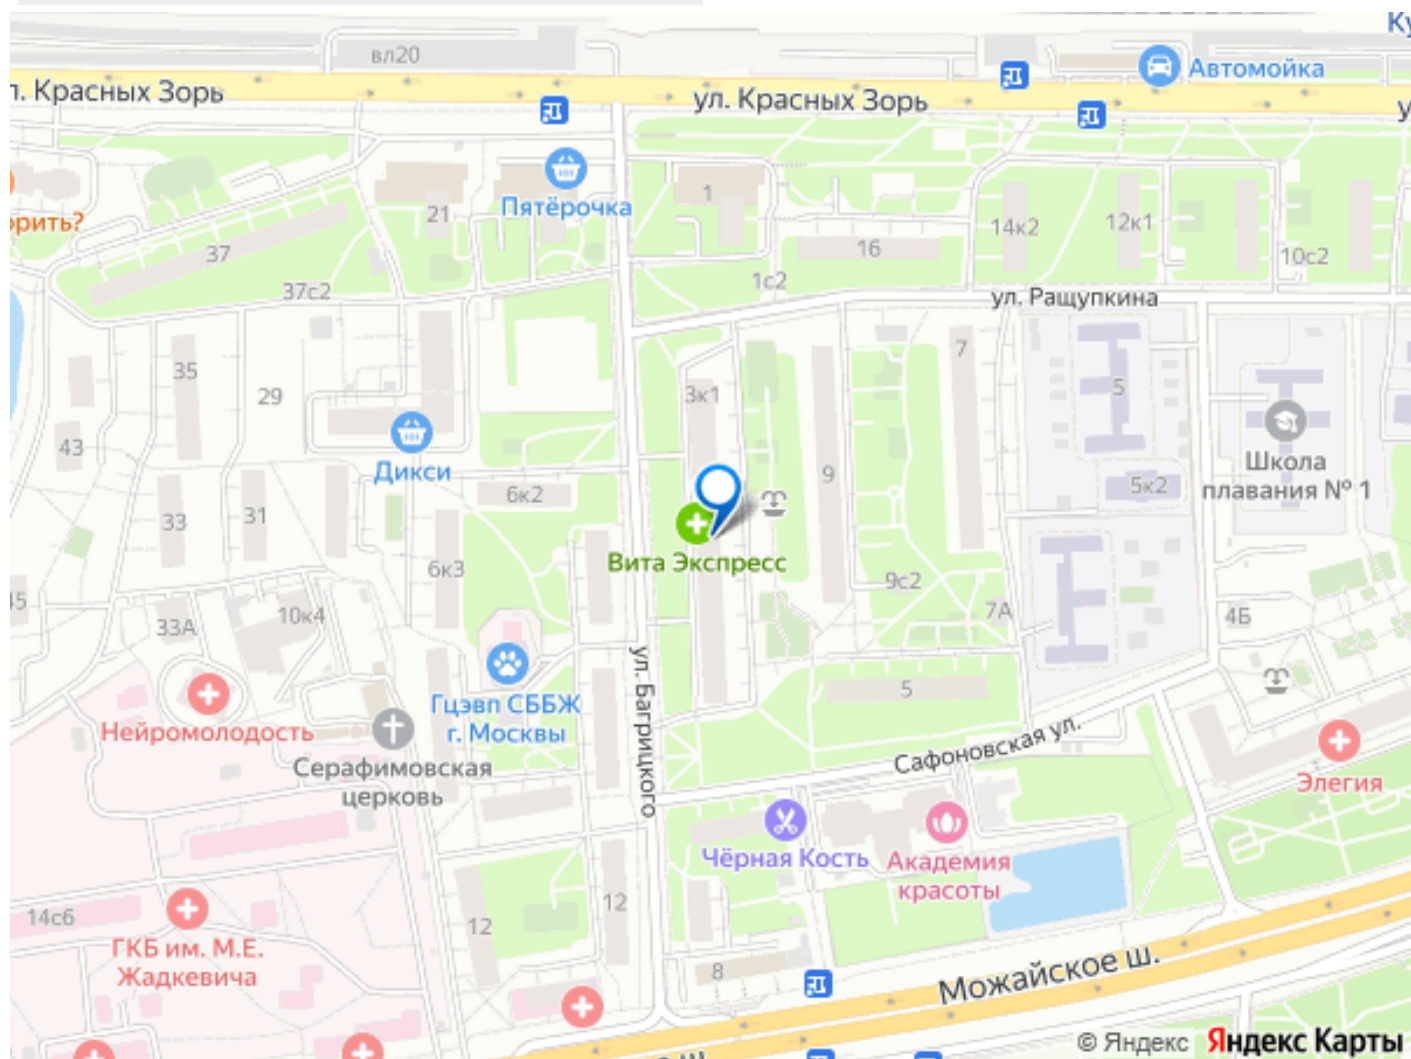 Ку
вл20
Автомойка
л. Красных Зорь
ул. Красных Зорь
у
Пятёрочка
21
1
орить?
37
16
14к2
12к1
10с2
37с2
1с2
ул. Ращупкина
35
29
7
5
3к1
43
Дикси
9
Школа
плавания № 1
5к2
6к2
33
31
Вита Экспресс
6к3
9с2
45
33А
10к4
7А
4Б
ул. Багрицкого
5
Гцэвп СББЖ
г. Москвы
Нейромолодость
Сафоновская ул.
Серафимовская
церковь
Элегия
Чёрная Кость
Академия
красоты
14с6
12
12
ГКБ им. М.Е.
Жадкевича
8
Можайское ш.
© Яндекс Яндекс Карты
ш